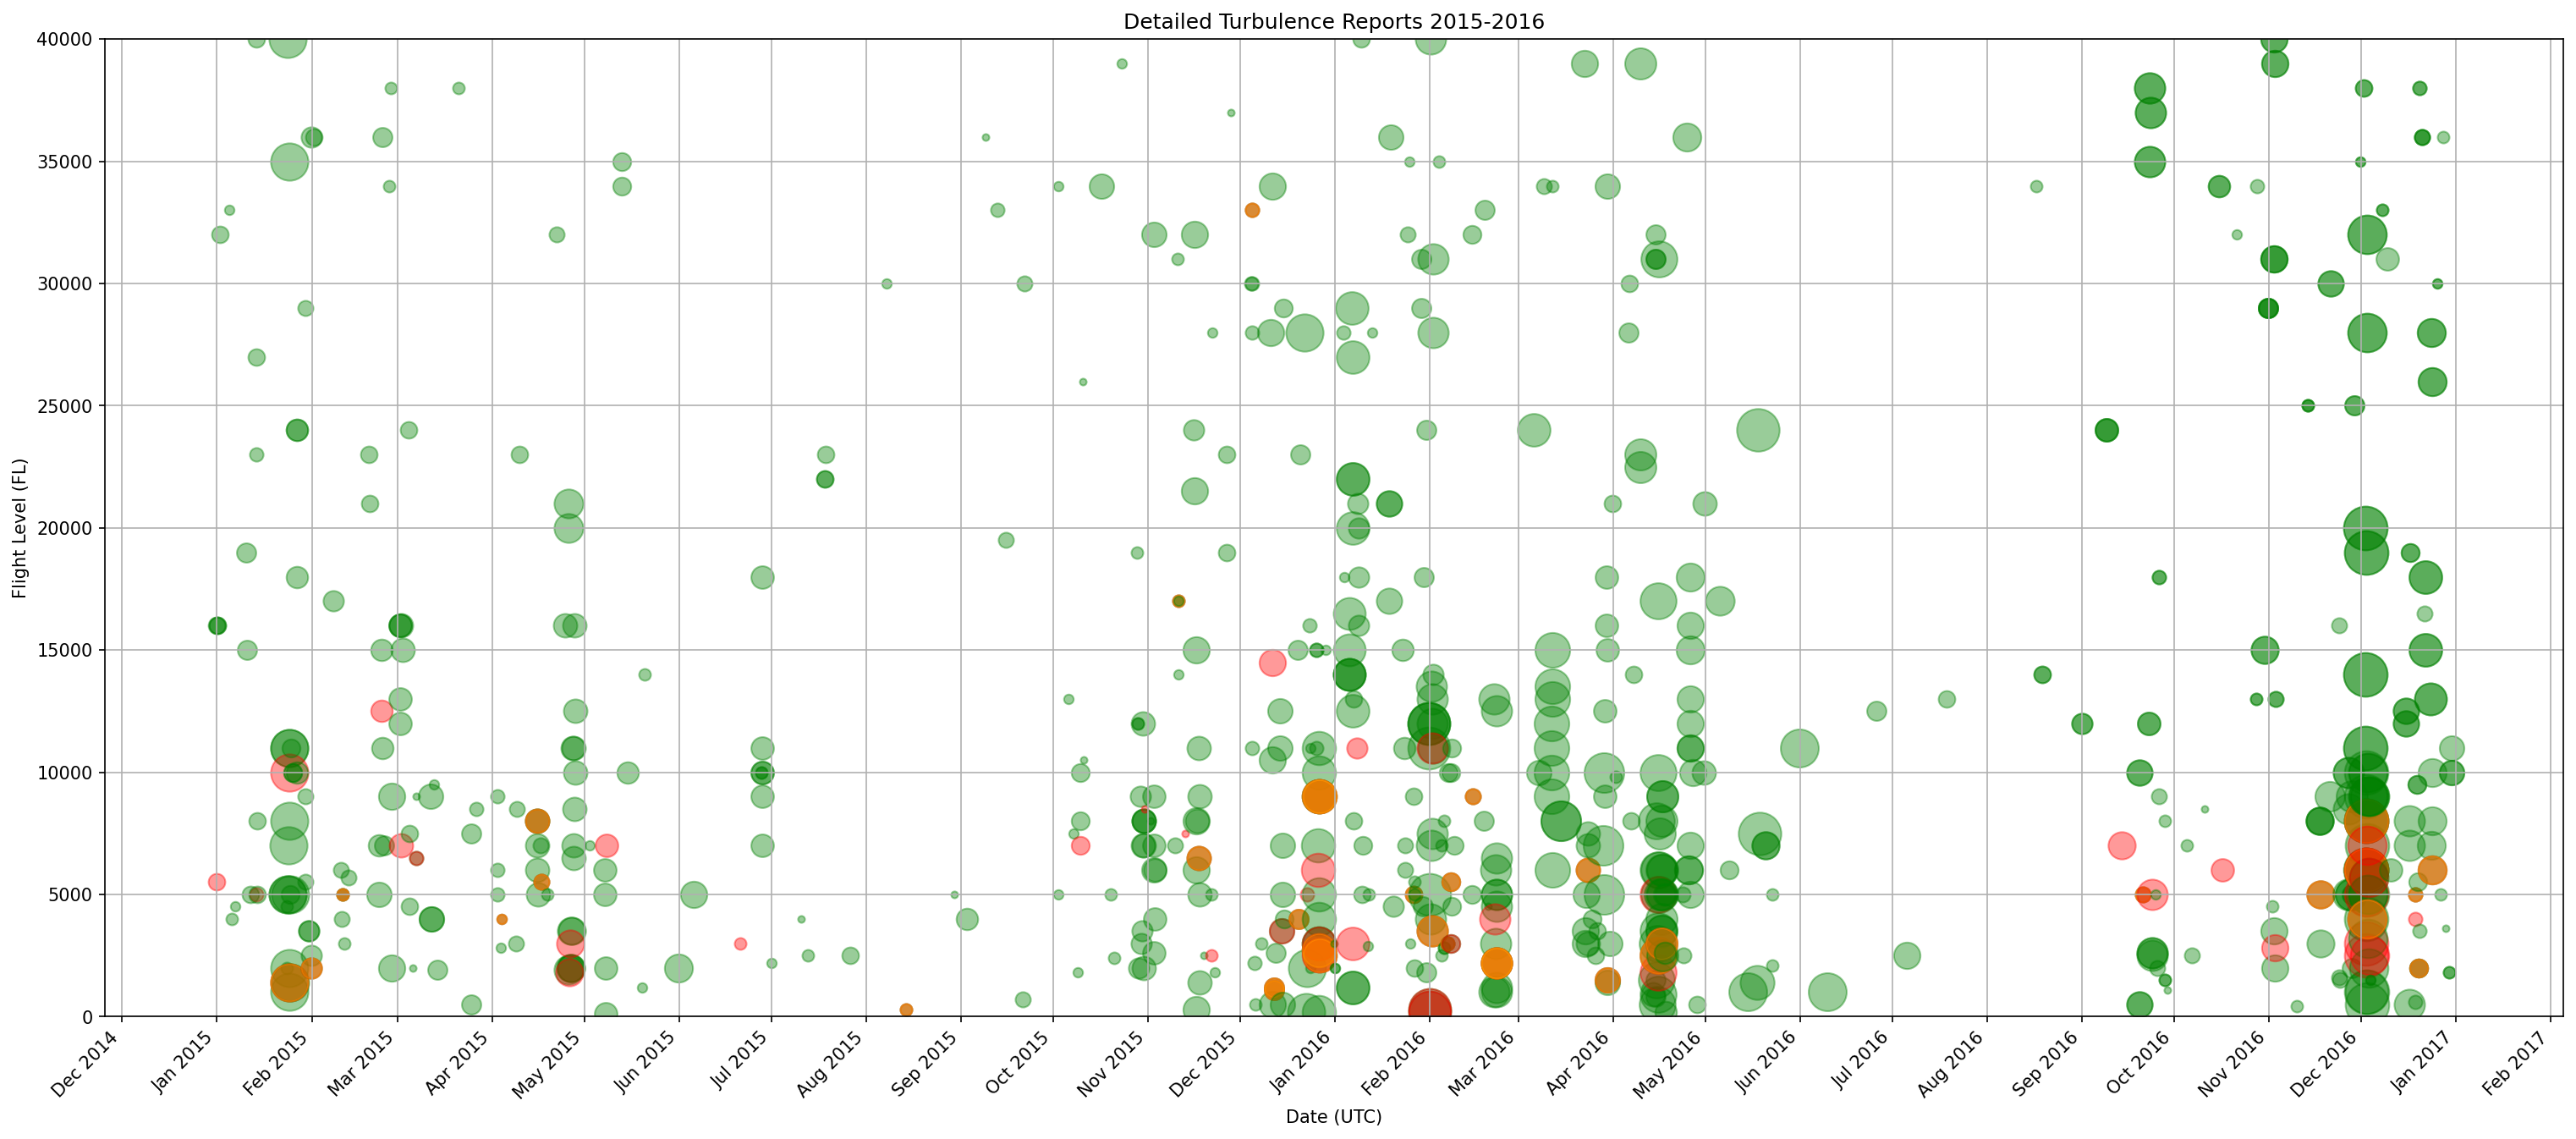 Detailed Turbulence Reports 2015-2016
40000
35000
30000
25000
20000
15000
10000
5000
0
Flight Level (FL)
Dec 2014
Jan 2015
Feb 2015
Mar 2015
Apr 2015
May 2015
Jun 2015
Jul 2015
Aug 2015
Sep 2015
Oct 2015
Nov 2015
Dec 2015
Jan 2016
Feb 2016
Mar 2016
Apr 2016
May 2016
Jun 2016
Jul 2016
Aug 2016
Sep 2016
Oct 2016
Nov 2016
Dec 2016
Jan 2017
Feb 2017
Date (UTC)